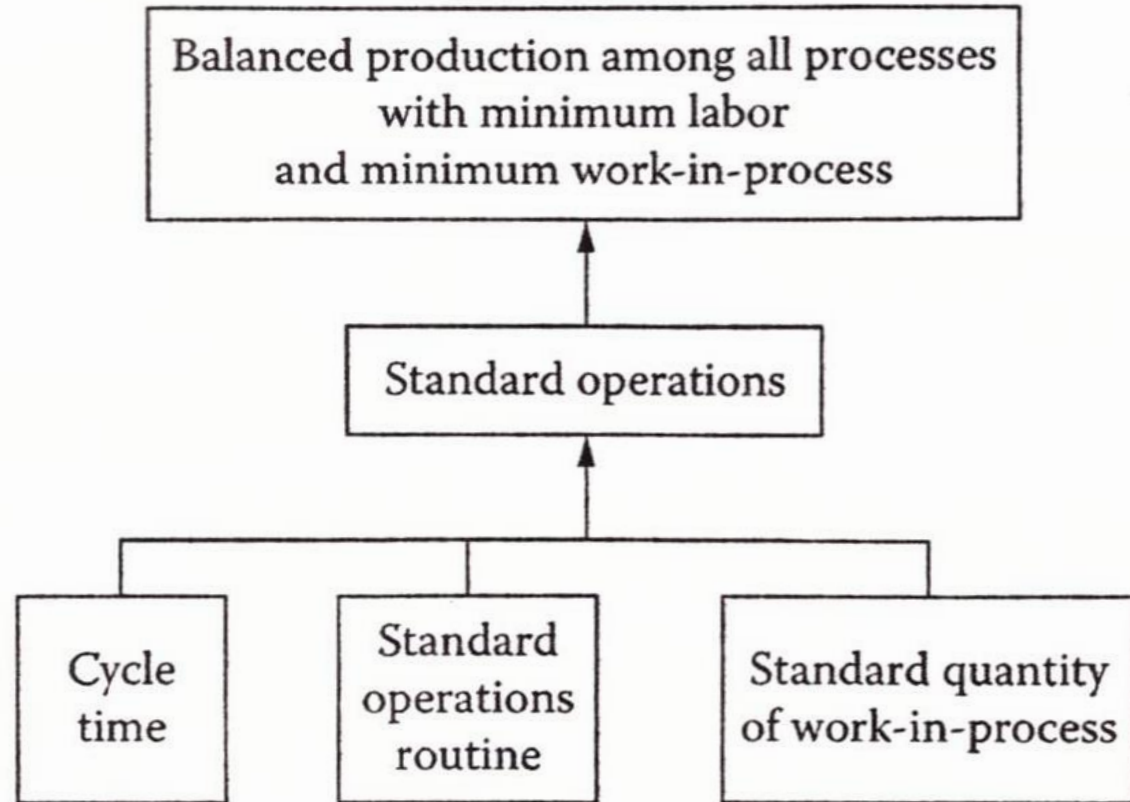 Balanced production among all processes
with minimum labor
and minimum work-in-process
Standard operations
Cycle
time
Standard
operations
routine
Standard quantity
of work-in-process